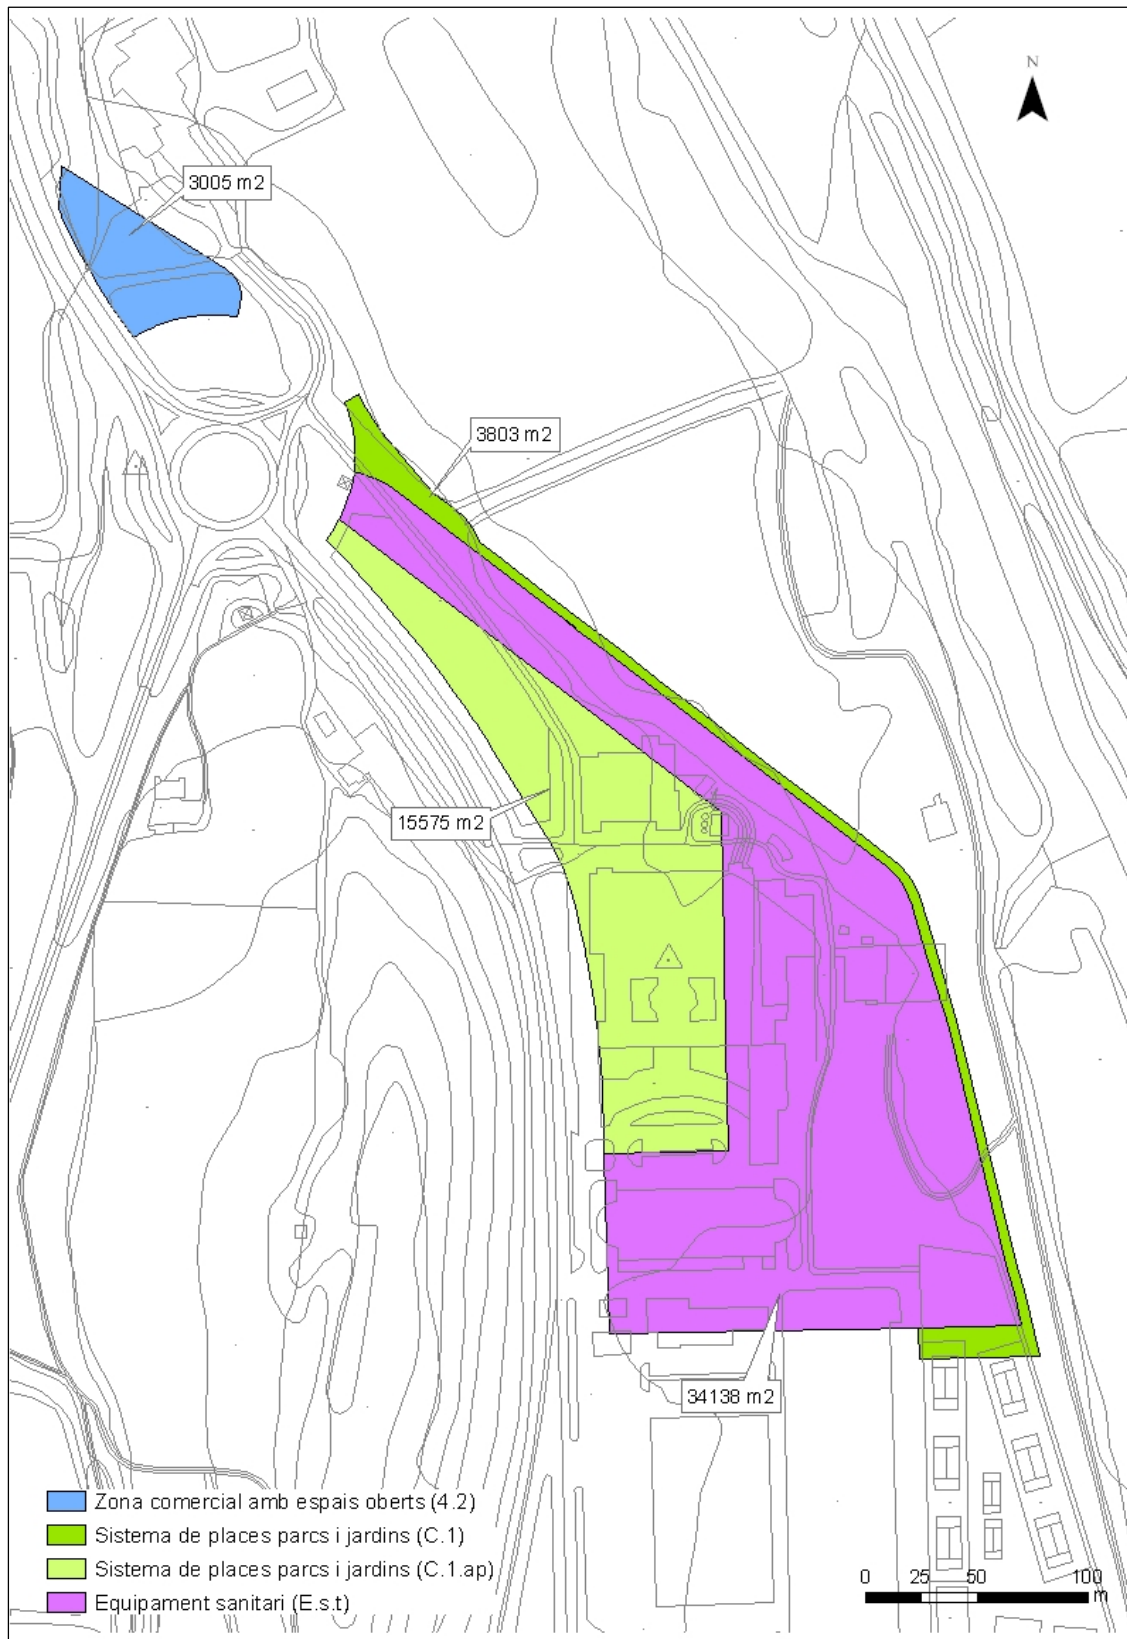 N
3005 m2
3803 m2
15575 m2
34138 m2
Zona comercial amb espais oberts (4.2)
Sistema de places parcs i jardins (C.1)
Sistema de places parcs i jardins (C.1.ap)
Equipament sanitari (E.s.t)
0 25 50 100
m